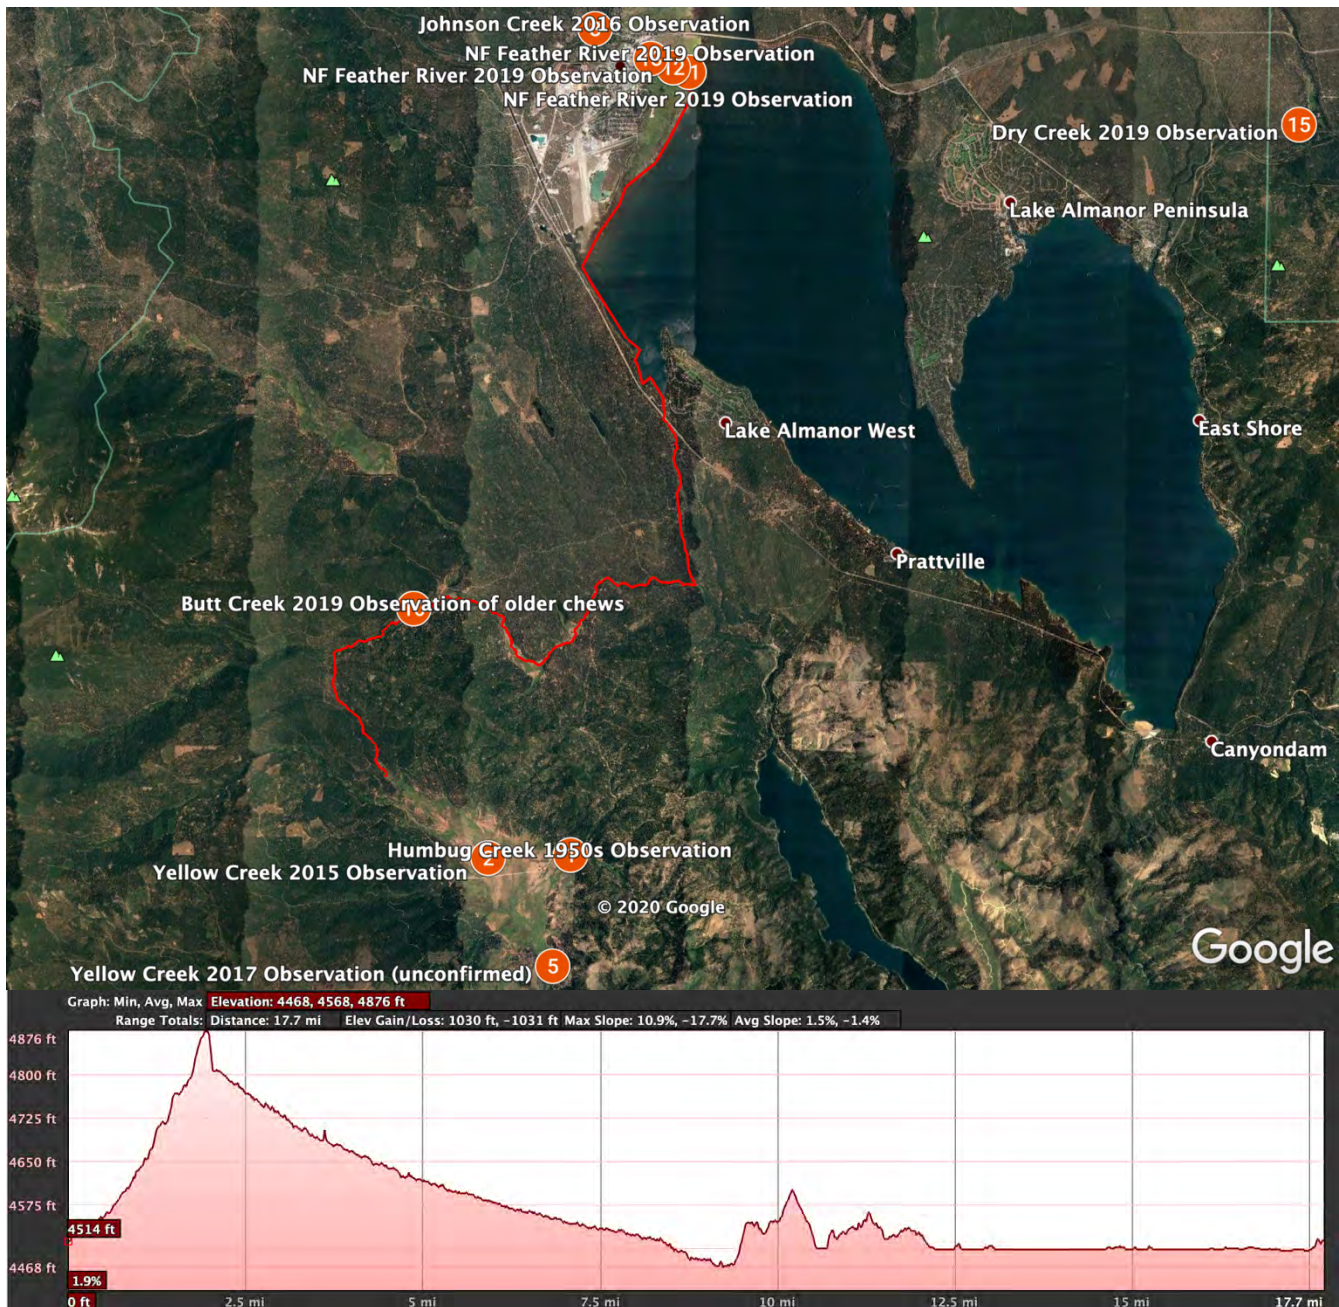 Johnson Creek 2016 Observation
NF Feather River 2019 Observation
NF Feather River 2019 Observation
12
1
NF Feather River 2019 Observation
15
Dry Creek 2019 Observation
Lake Almanor Peninsula
Lake Almanor West
East Shore
Prattville
Butt Creek 2019 Observation of older chews
Canyondam
Humbug Creek 1950s Observation
2
Yellow Creek 2015 Observation
© 2020 Google
Google
Yellow Creek 2017 Observation (unconfirmed)
5
Graph: Min, Avg, Max Elevation: 4468, 4568, 4876 ft
Range Totals: Distance: 17.7 mi Elev Gain/Loss: 1030 ft, -1031 ft Max Slope: 10.9%, -17.7% Avg Slope: 1.5%, -1.4%
4876 ft
4800 ft
4725 ft
4650 ft
4575 ft
4514 ft
4468 ft
1.9%
0 ft 2.5 mi 5 mi 7.5 mi 10 mi 12.5 mi 15 mi 17.7 mi